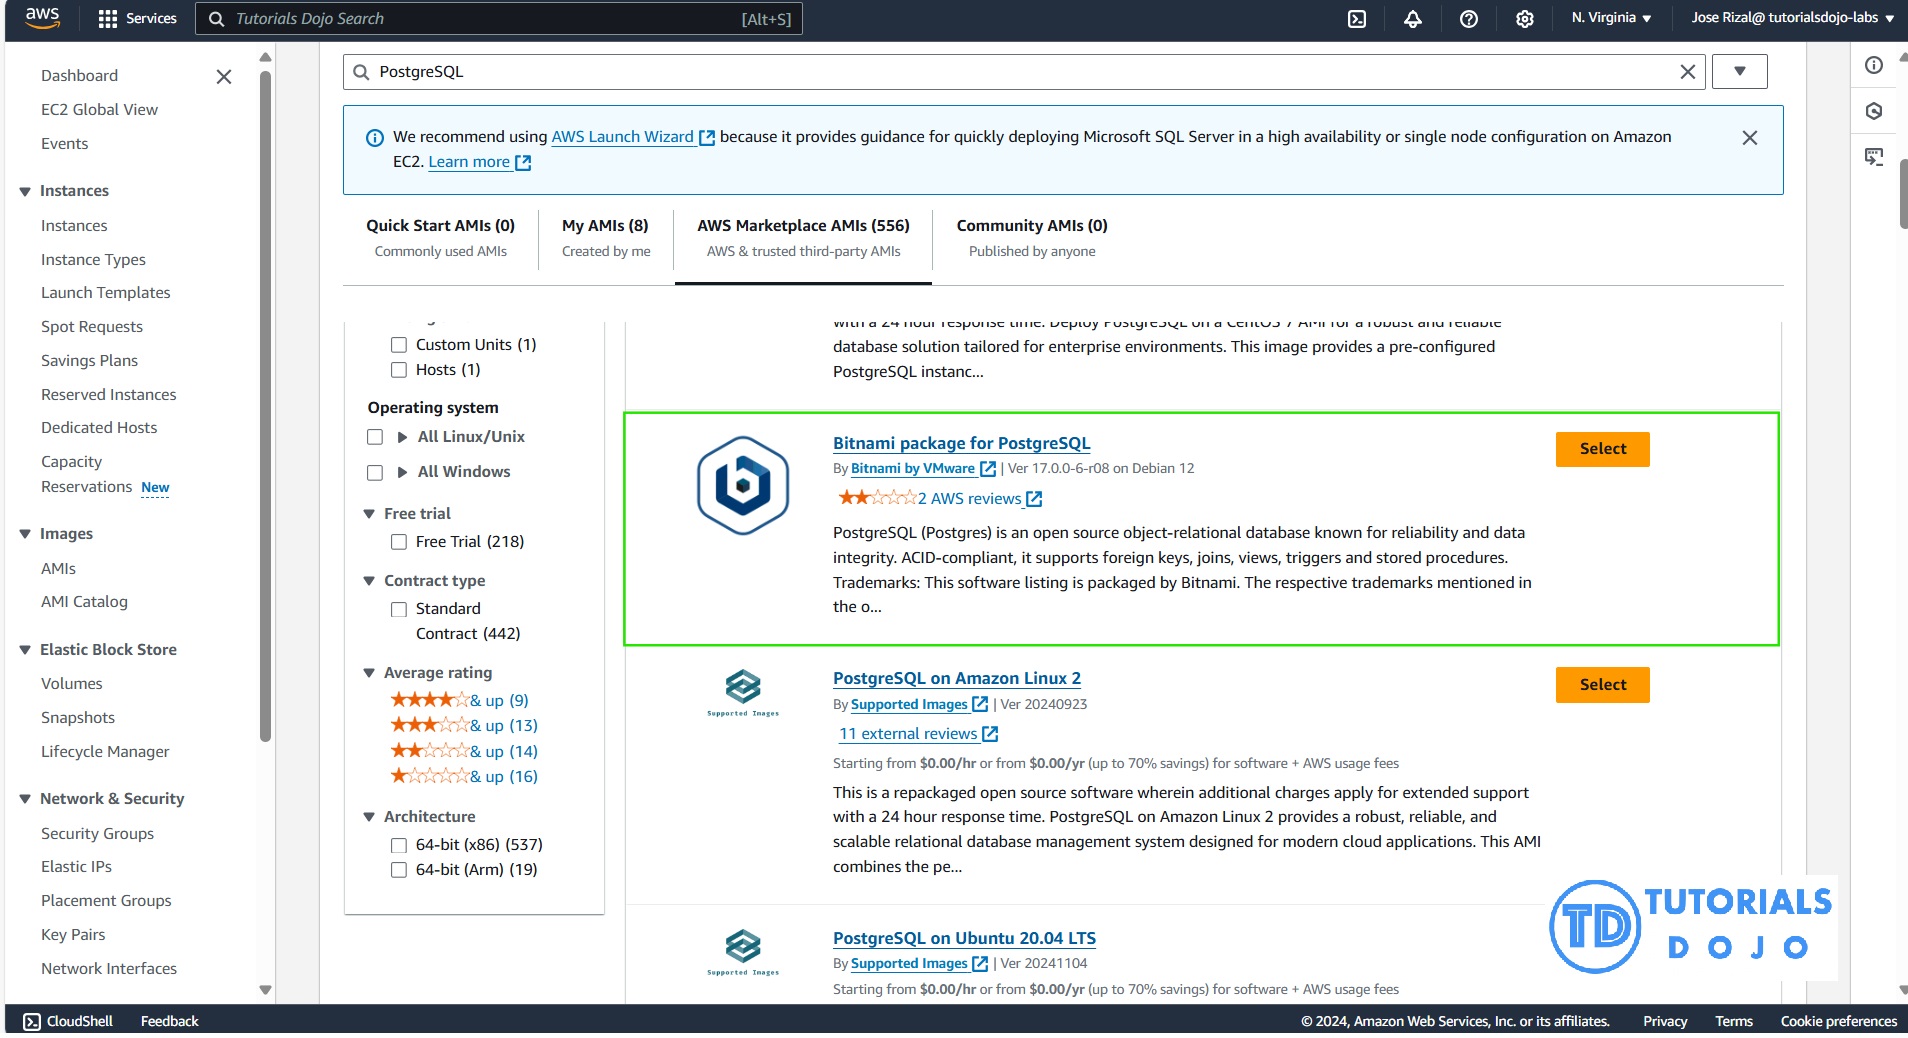 aws
Services
Tutorials Dojo Search [Alt+S]
N. Virginia
Jose Rizal@ tutorialsdojo-labs
Dashboard
EC2 Global View
Events
Instances
Instances
Instance Types
Launch Templates
Spot Requests
Savings Plans
Reserved Instances
Dedicated Hosts
Capacity
Reservations New
Images
AMIs
AMI Catalog
Elastic Block Store
Volumes
Snapshots
Lifecycle Manager
Network & Security
Security Groups
Elastic IPs
Placement Groups
Key Pairs
Network Interfaces
PostgreSQL
We recommend using AWS Launch Wizard because it provides guidance for quickly deploying Microsoft SQL Server in a high availability or single node configuration on Amazon
EC2. Learn more
Quick Start AMIs (0)
Commonly used AMIs
My AMIs (8)
Created by me
AWS Marketplace AMIs (556)
AWS & trusted third-party AMIs
Community AMIs (0)
Published by anyone
Custom Units (1)
Hosts (1)
Operating system
All Linux/Unix
All Windows
Free trial
Free Trial (218)
Contract type
Standard
Contract (442)
Average rating
& up (9)
& up (13)
& up (14)
& up (16)
Architecture
64-bit (x86) (537)
64-bit (Arm) (19)
with a 24 hour response time. Deploy PostgreSQL on a CentOS 7 AMI for a robust and reliable
database solution tailored for enterprise environments. This image provides a pre-configured
PostgreSQL instanc...
Bitnami package for PostgreSQL
By Bitnami by VMware | Ver 17.0.0-6-r08 on Debian 12
2 AWS reviews
PostgreSQL (Postgres) is an open source object-relational database known for reliability and data
integrity. ACID-compliant, it supports foreign keys, joins, views, triggers and stored procedures.
Trademarks: This software listing is packaged by Bitnami. The respective trademarks mentioned in
the o...
Select
Supported Images
PostgreSQL on Amazon Linux 2
By Supported Images | Ver 20240923
11 external reviews
Starting from $0.00/hr or from $0.00/yr (up to 70% savings) for software + AWS usage fees
This is a repackaged open source software wherein additional charges apply for extended support
with a 24 hour response time. PostgreSQL on Amazon Linux 2 provides a robust, reliable, and
scalable relational database management system designed for modern cloud applications. This AMI
combines the pe...
Select
Supported Images
PostgreSQL on Ubuntu 20.04 LTS
By Supported Images | Ver 20241104
Starting from $0.00/hr or from $0.00/yr (up to 70% savings) for software + AWS usage fees
TD TUTORIALS
DOJO
CloudShell
Feedback
© 2024, Amazon Web Services, Inc. or its affiliates.
Privacy
Terms
Cookie preferences